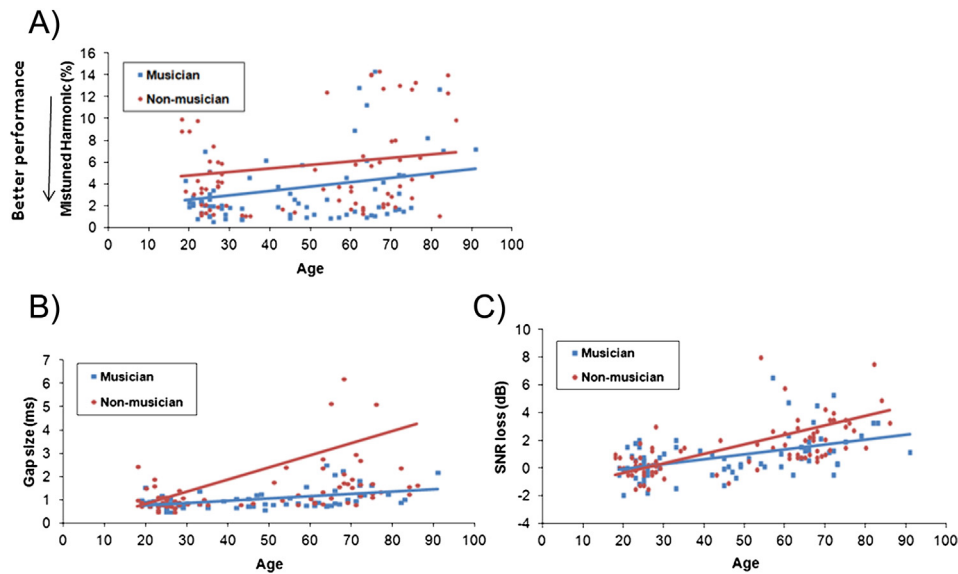 A)
Better performance
Mistuned Harmonic (%)
16
14
12
10
8
6
4
2
0
Musician
Non-musician
0 10 20 30 40 50 60 70 80 90 100
Age
B)
Gap size (ms)
7
6
5
4
3
2
1
0
Musician
Non-musician
0 10 20 30 40 50 60 70 80 90 100
Age
C)
SNR loss (dB)
10
8
6
4
2
0
-2
-4
Musician
Non-musician
0 10 20 30 40 50 60 70 80 90 100
Age